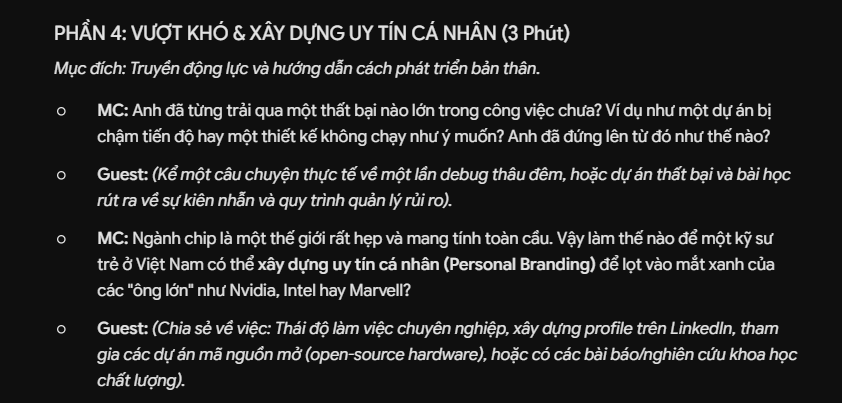 PHẦN 4: VƯỢT KHÓ & XÂY DỰNG UY TÍN CÁ NHÂN (3 Phút)
Mục đích: Truyền động lực và hướng dẫn cách phát triển bản thân.
MC: Anh đã từng trải qua một thất bại nào lớn trong công việc chưa? Ví dụ như một dự án bị
chậm tiến độ hay một thiết kế không chạy như ý muốn? Anh đã đứng lên từ đó như thế nào?
Guest: (Kể một câu chuyện thực tế về một lần debug thâu đêm, hoặc dự án thất bại và bài học
rút ra về sự kiên nhẫn và quy trình quản lý rủi ro).
MC: Ngành chip là một thế giới rất hẹp và mang tính toàn cầu. Vậy làm thế nào để một kỹ sư
trẻ ở Việt Nam có thể xây dựng uy tín cá nhân (Personal Branding) để lọt vào mắt xanh của
các "ông lớn" như Nvidia, Intel hay Marvell?
Guest: (Chia sẻ về việc: Thái độ làm việc chuyên nghiệp, xây dựng profile trên LinkedIn, tham
gia các dự án mã nguồn mở (open-source hardware), hoặc có các bài báo/nghiên cứu khoa học
chất lượng).